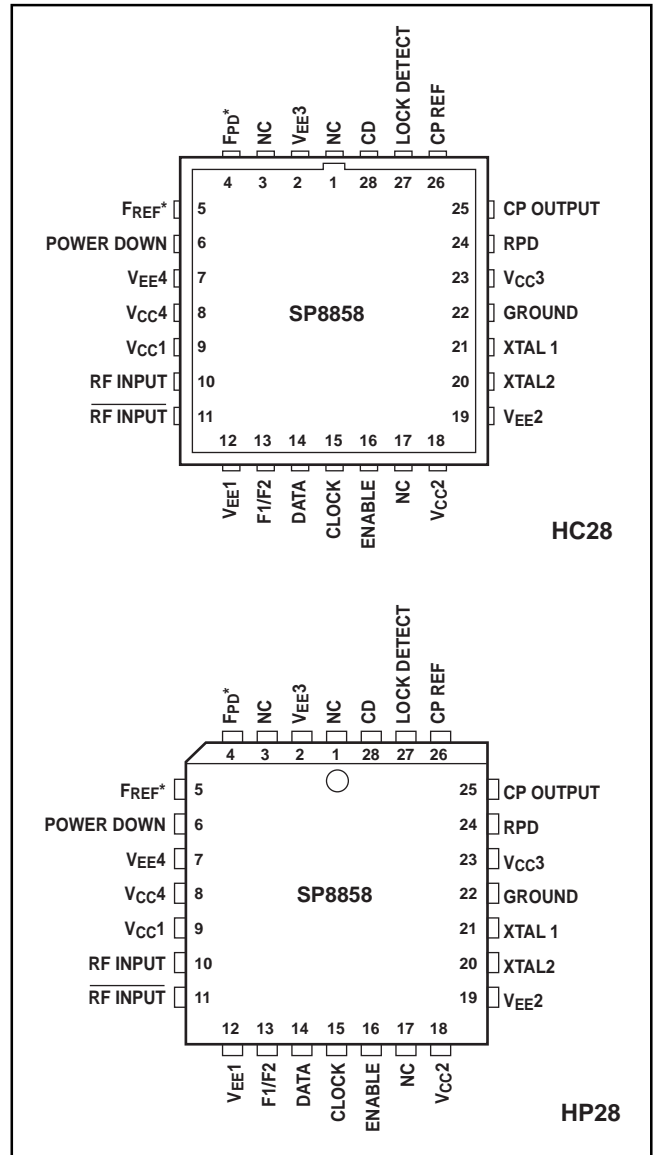 FPD*
NC
VEE3
NC
CD
LOCK DETECT
CP REF
4 3 2 1 28 27 26
FREF* 5
POWER DOWN 6
VEE4 7
VCC4 8
VCC1 9
RF INPUT 10
RF INPUT 11
SP8858
25 CP OUTPUT
24 RPD
23 VCC3
22 GROUND
21 XTAL 1
20 XTAL2
19 VEE2
12 13 14 15 16 17 18
VEE1
F1/F2
DATA
CLOCK
ENABLE
NC
VCC2
HC28
FPD*
NC
VEE3
NC
CD
LOCK DETECT
CP REF
4 3 2 1 28 27 26
FREF* 5
POWER DOWN 6
VEE4 7
VCC4 8
VCC1 9
RF INPUT 10
RF INPUT 11
SP8858
25 CP OUTPUT
24 RPD
23 VCC3
22 GROUND
21 XTAL 1
20 XTAL2
19 VEE2
12 13 14 15 16 17 18
VEE1
F1/F2
DATA
CLOCK
ENABLE
NC
VCC2
HP28